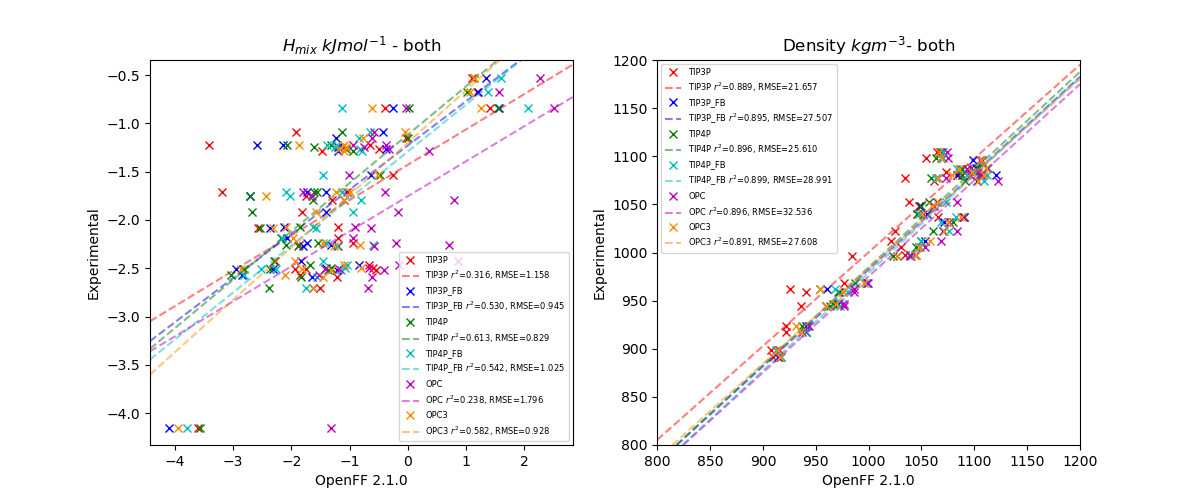 H_mix kJmol^-1 - both
Experimental
−0.5
−1.0
−1.5
−2.0
−2.5
−3.0
−3.5
−4.0
TIP3P
TIP3P r²=0.316, RMSE=1.158
TIP3P_FB
TIP3P_FB r²=0.530, RMSE=0.945
TIP4P
TIP4P r²=0.613, RMSE=0.829
TIP4P_FB
TIP4P_FB r²=0.542, RMSE=1.025
OPC
OPC r²=0.238, RMSE=1.796
OPC3
OPC3 r²=0.582, RMSE=0.928
−4 −3 −2 −1 0 1 2
OpenFF 2.1.0
Density kgm^-3- both
Experimental
1200
1150
1100
1050
1000
950
900
850
800
TIP3P
TIP3P r²=0.889, RMSE=21.657
TIP3P_FB
TIP3P_FB r²=0.895, RMSE=27.507
TIP4P
TIP4P r²=0.896, RMSE=25.610
TIP4P_FB
TIP4P_FB r²=0.899, RMSE=28.991
OPC
OPC r²=0.896, RMSE=32.536
OPC3
OPC3 r²=0.891, RMSE=27.608
800 850 900 950 1000 1050 1100 1150 1200
OpenFF 2.1.0